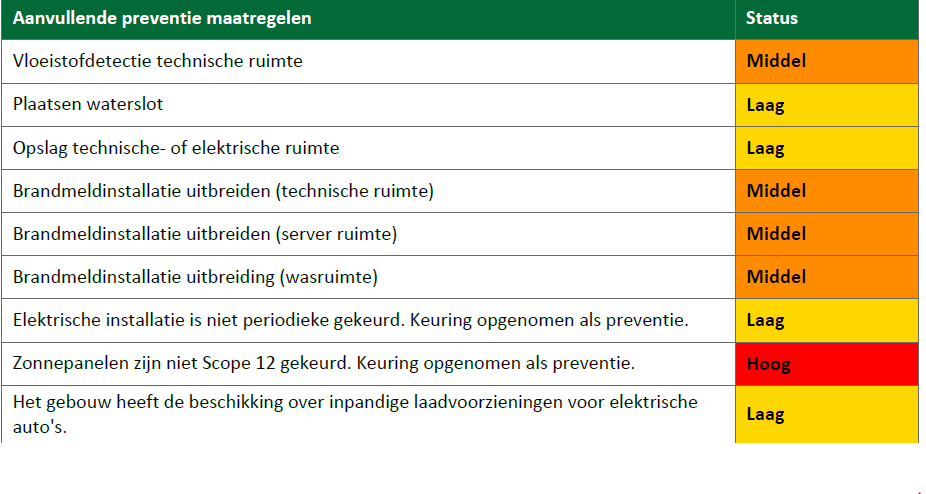 Aanvullende preventie maatregelen Status
Vloeistofdetectie technische ruimte Middel
Plaatsen waterslot Laag
Opslag technische- of elektrische ruimte Laag
Brandmeldinstallatie uitbreiden (technische ruimte) Middel
Brandmeldinstallatie uitbreiden (server ruimte) Middel
Brandmeldinstallatie uitbreiding (wasruimte) Middel
Elektrische installatie is niet periodieke gekeurd. Keuring opgenomen als preventie. Laag
Zonnepanelen zijn niet Scope 12 gekeurd. Keuring opgenomen als preventie. Hoog
Het gebouw heeft de beschikking over inpandige laadvoorzieningen voor elektrische
auto's. Laag